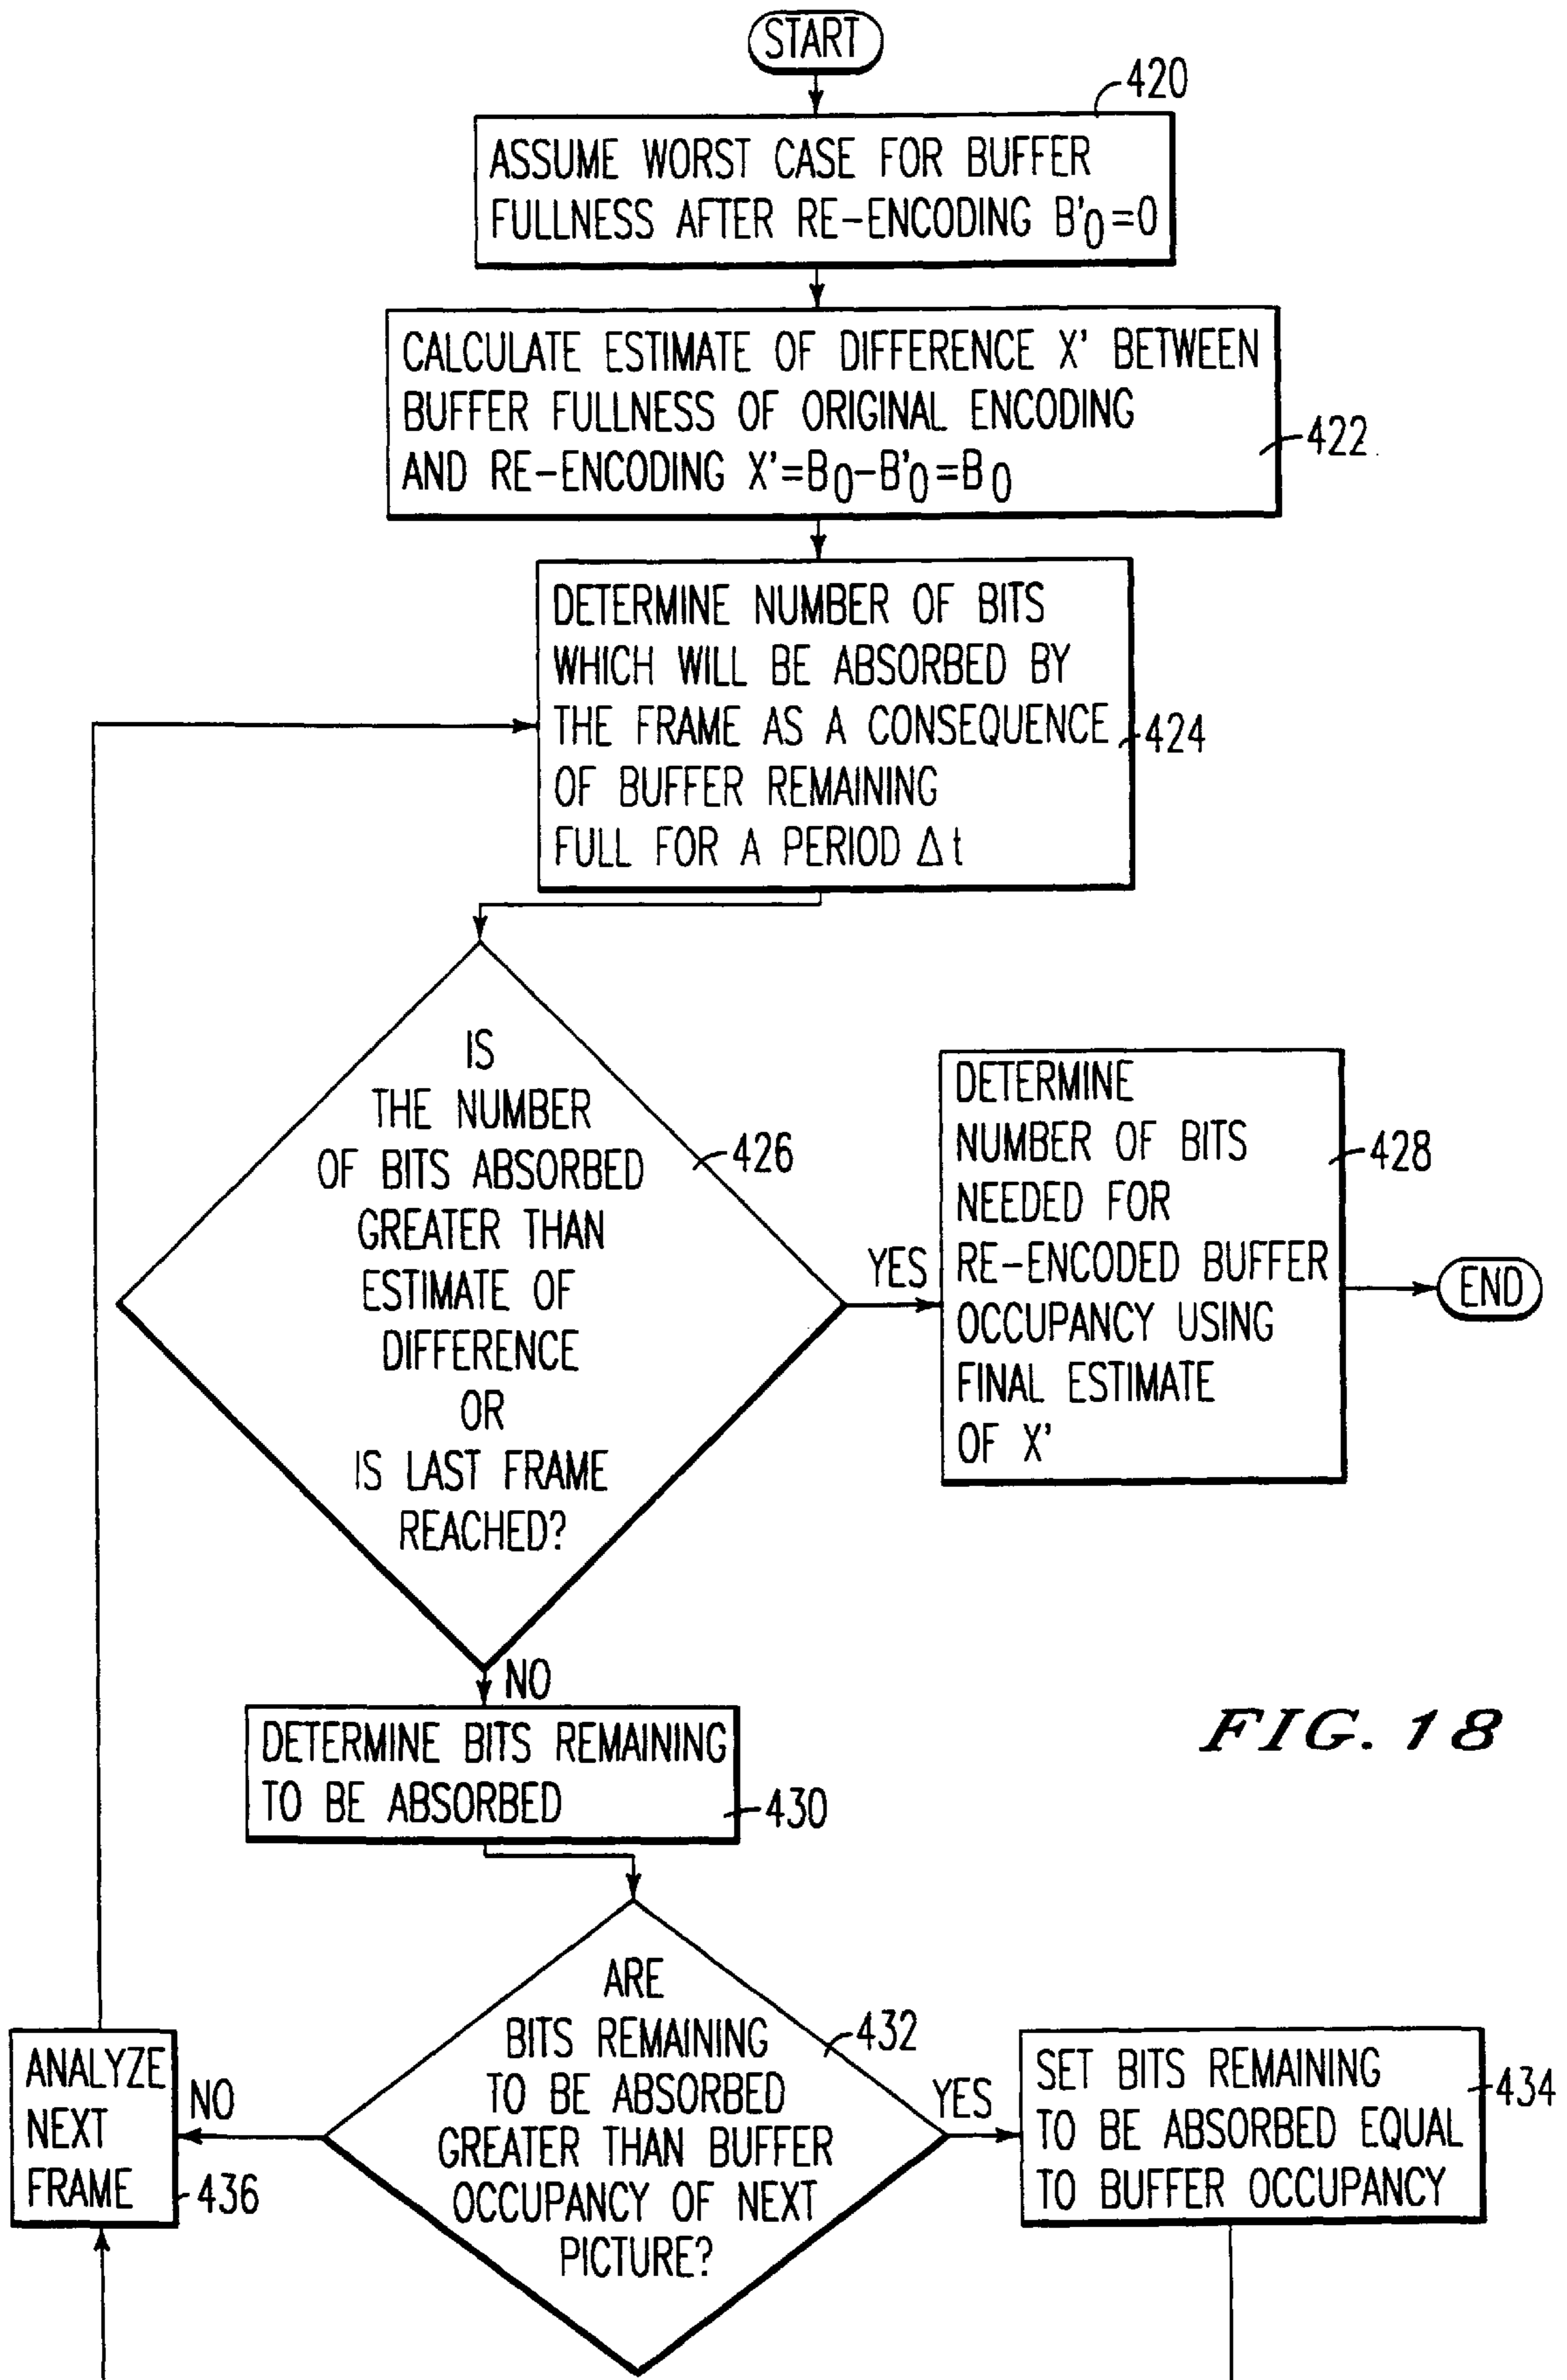 START
420
ASSUME WORST CASE FOR BUFFER
FULLNESS AFTER RE-ENCODING B'0=0
CALCULATE ESTIMATE OF DIFFERENCE X' BETWEEN
BUFFER FULLNESS OF ORIGINAL ENCODING
AND RE-ENCODING X'=B0-B'0=B0
422
DETERMINE NUMBER OF BITS
WHICH WILL BE ABSORBED BY
THE FRAME AS A CONSEQUENCE
OF BUFFER REMAINING
FULL FOR A PERIOD Δt
424
IS
THE NUMBER
OF BITS ABSORBED
GREATER THAN
ESTIMATE OF
DIFFERENCE
OR
IS LAST FRAME
REACHED?
426
YES
DETERMINE
NUMBER OF BITS
NEEDED FOR
RE-ENCODED BUFFER
OCCUPANCY USING
FINAL ESTIMATE
OF X'
428
END
NO
DETERMINE BITS REMAINING
TO BE ABSORBED
430
FIG. 18
ARE
BITS REMAINING
TO BE ABSORBED
GREATER THAN BUFFER
OCCUPANCY OF NEXT
PICTURE?
432
YES
SET BITS REMAINING
TO BE ABSORBED EQUAL
TO BUFFER OCCUPANCY
434
NO
ANALYZE
NEXT
FRAME
436